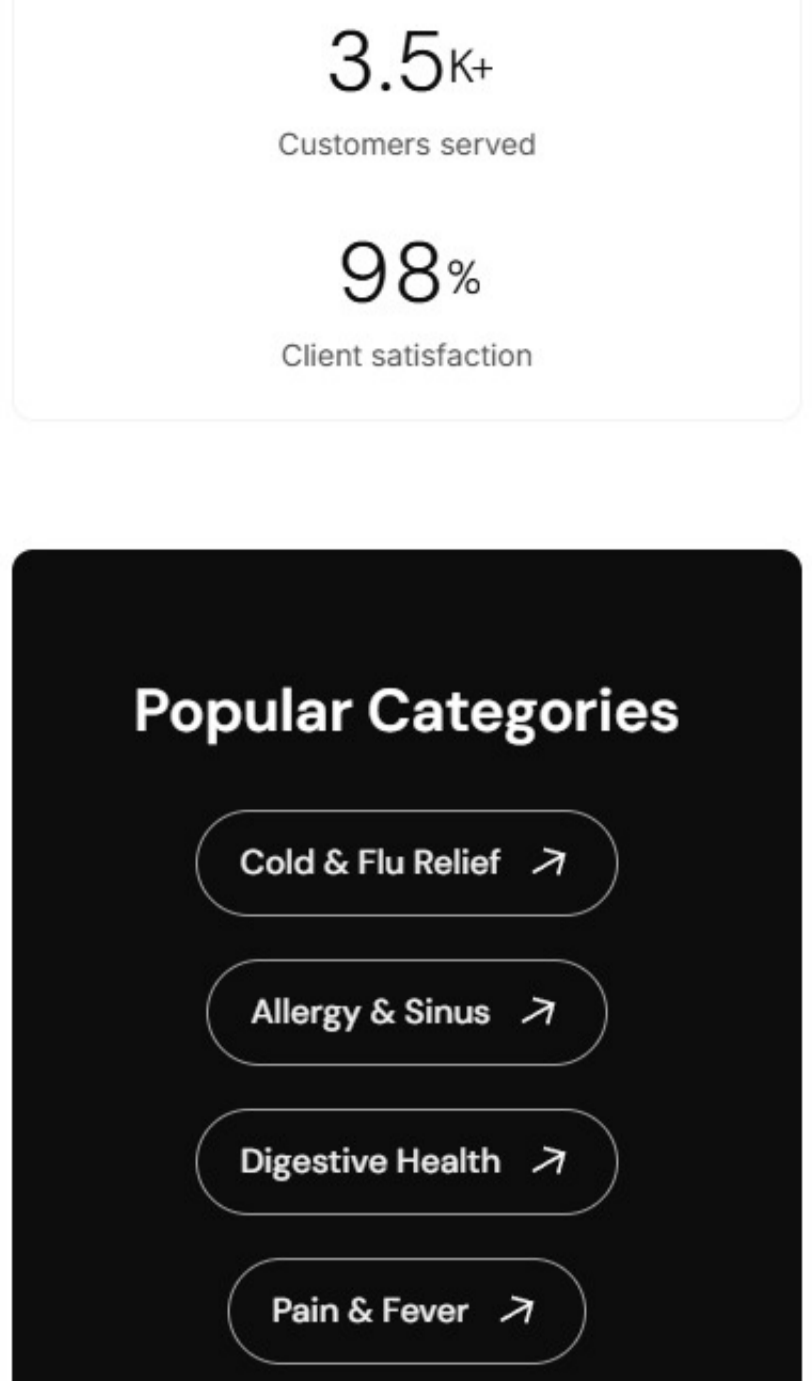 3.5K+
Customers served
98%
Client satisfaction
Popular Categories
Cold & Flu Relief
Allergy & Sinus
Digestive Health
Pain & Fever